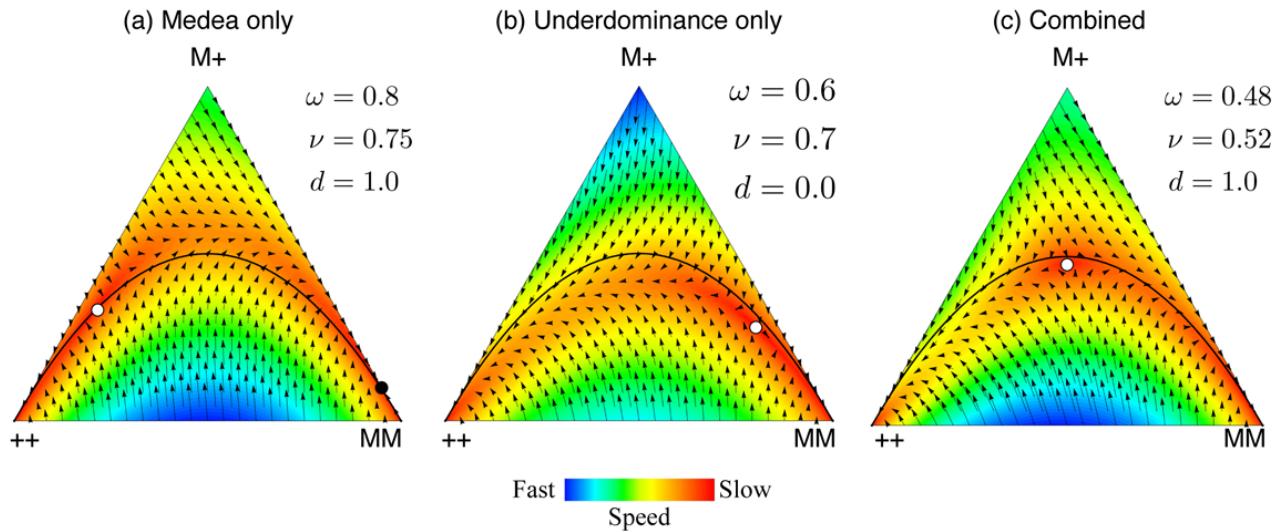 (a) Medea only
M+
ω = 0.8
ν = 0.75
d = 1.0
++
MM
(b) Underdominance only
M+
ω = 0.6
ν = 0.7
d = 0.0
++
MM
(c) Combined
M+
ω = 0.48
ν = 0.52
d = 1.0
++
MM
Fast
Slow
Speed